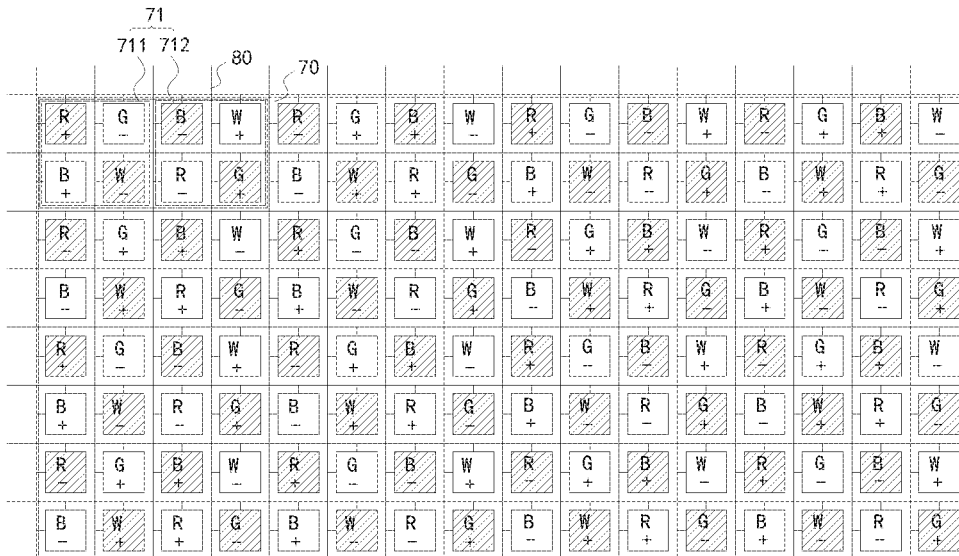 71
711 712 80 70
R G B W R G B W R G B W R G B W
+ - - + - + + - + - - + - + + -
B W R G B W R G B W R G B W R G
+ - - + - + + - + - - + - + + -
R G B W R G B W R G B W R G B W
- + + - + - - + - + + - + - - +
B W R G B W R G B W R G B W R G
- + + - + - - + - + + - + - - +
R G B W R G B W R G B W R G B W
+ - - + - + + - + - - + - + + -
B W R G B W R G B W R G B W R G
+ - - + - + + - + - - + - + + -
R G B W R G B W R G B W R G B W
- + + - + - - + - + + - + - - +
B W R G B W R G B W R G B W R G
- + + - + - - + - + + - + - - +